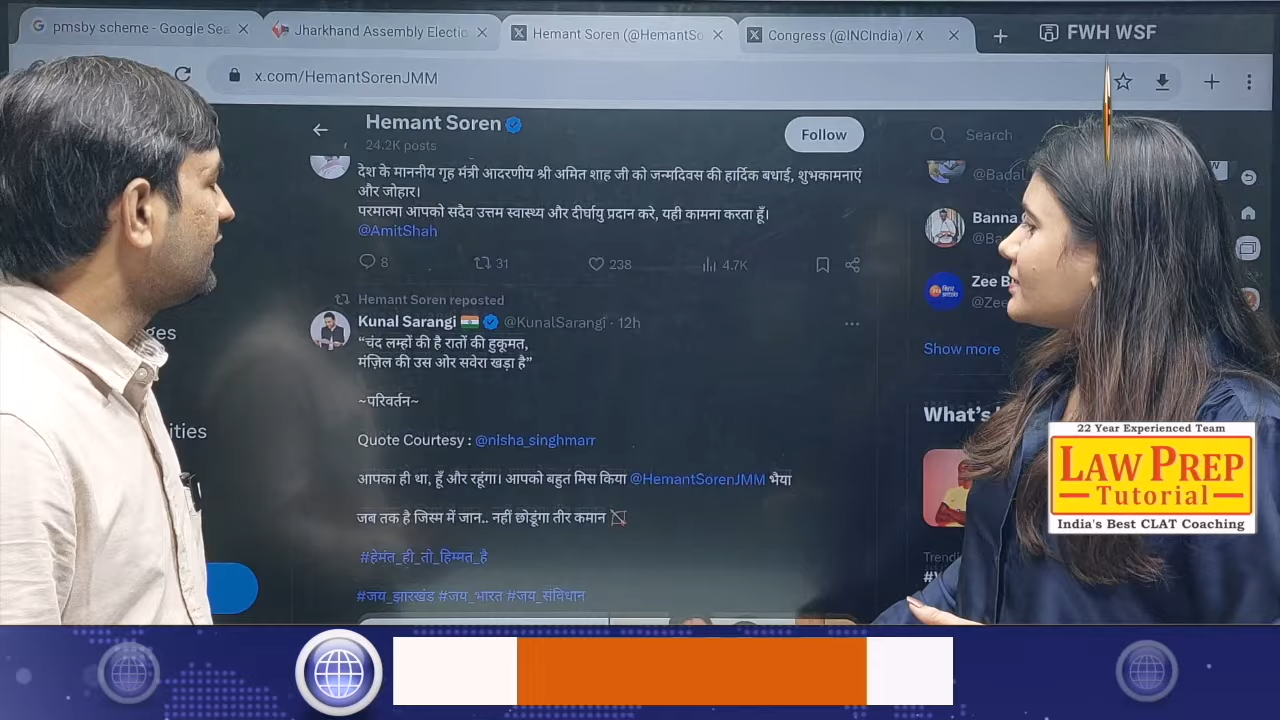 pmsby scheme - Google Sea
Jharkhand Assembly Electic
Hemant Soren (@HemantSo
Congress (@INCIndia) / X
FWH WSF
x.com/HemantSorenJMM
Hemant Soren
24.2K posts
Follow
Search
देश के माननीय गृह मंत्री आदरणीय श्री अमित शाह जी को जन्मदिवस की हार्दिक बधाई, शुभकामनाएं
और जोहार।
परमात्मा आपको सदैव उत्तम स्वास्थ्य और दीर्घायु प्रदान करे, यही कामना करता हूँ।
@AmitShah
8 31 238 4.7K
Hemant Soren reposted
Kunal Sarangi @KunalSarangi · 12h
“चंद लम्हों की है रातों की हुकूमत,
मंज़िल की उस ओर सवेरा खड़ा है”
~परिवर्तन~
Quote Courtesy : @nisha_singhmarr
आपका ही था, हूँ और रहूंगा। आपको बहुत मिस किया @HemantSorenJMM भैया
जब तक है जिस्म में जान.. नहीं छोडूंगा तीर कमान
#हेमंत_ही_तो_हिम्मत_है
#जय_झारखंड #जय_भारत #जय_संविधान
@Badal
Banna
@Ba
Zee B
@Zee
Show more
What's
Trendi
22 Year Experienced Team
LAW PREP
Tutorial
India's Best CLAT Coaching